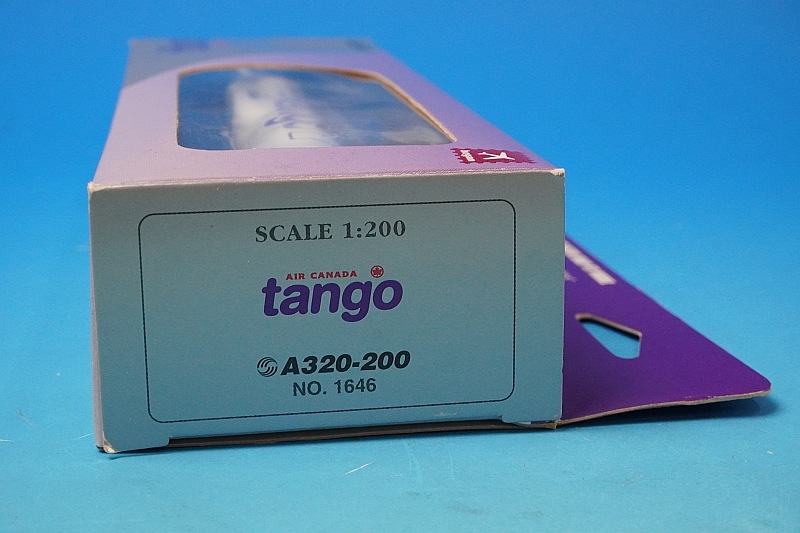 SCALE 1:200
AIR CANADA
tango
A320-200
NO. 1646